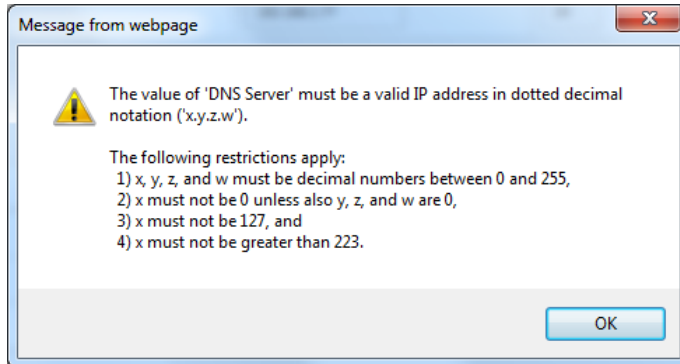 Message from webpage
The value of 'DNS Server' must be a valid IP address in dotted decimal
notation ('x.y.z.w').
The following restrictions apply:
1) x, y, z, and w must be decimal numbers between 0 and 255,
2) x must not be 0 unless also y, z, and w are 0,
3) x must not be 127, and
4) x must not be greater than 223.
OK